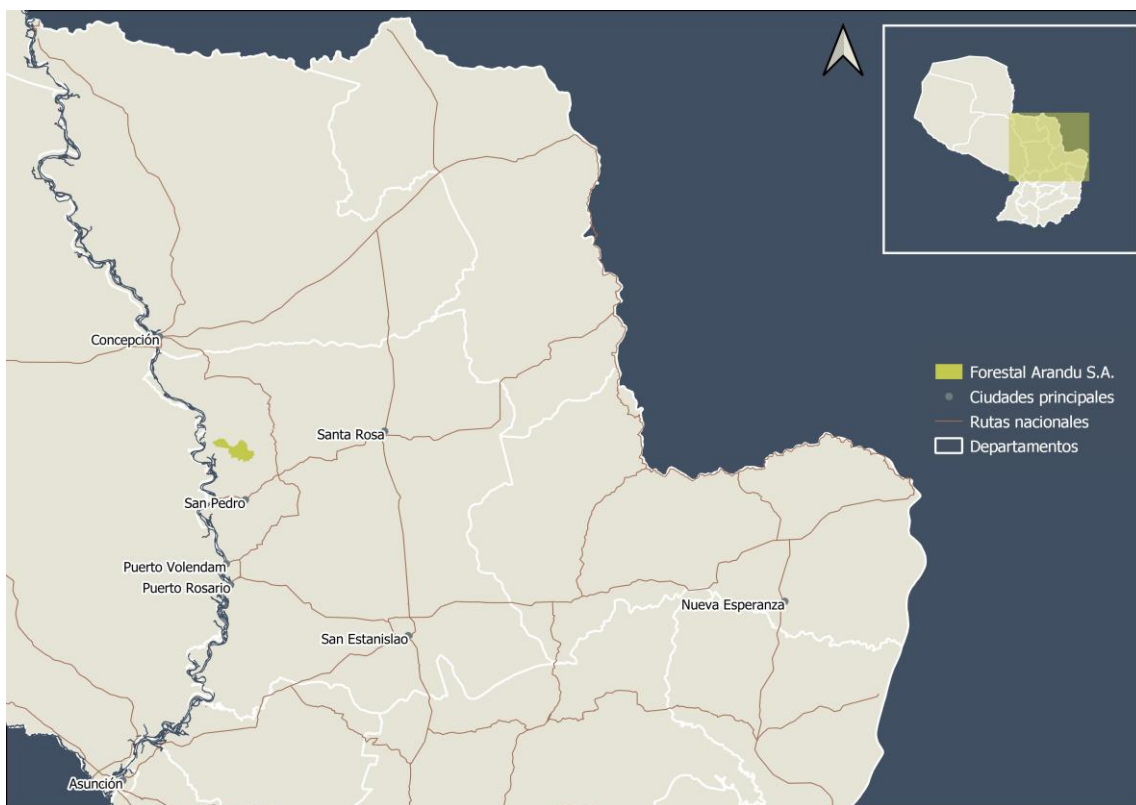 Concepción
Santa Rosa
San Pedro
Puerto Volendam
Puerto Rosario
San Estanislao
Nueva Esperanza
Asunción
Forestal Arandu S.A.
Ciudades principales
Rutas nacionales
Departamentos